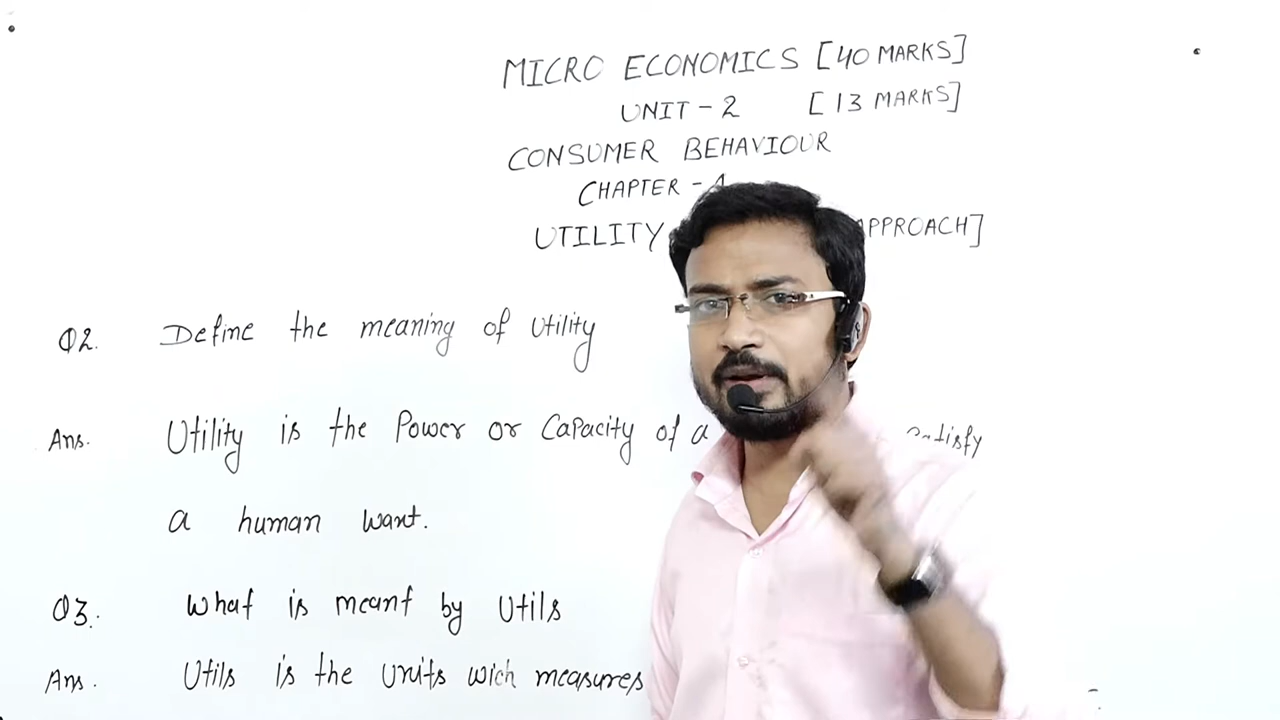 MICRO ECONOMICS [40 MARKS]
UNIT - 2 [13 MARKS]
CONSUMER BEHAVIOUR
CHAPTER -
UTILITY APPROACH]
Q2. Define the meaning of Utility
Ans. Utility is the Power or Capacity of a satisfy
a human want.
Q3. What is meant by Utils
Ans. Utils is the units wich measures